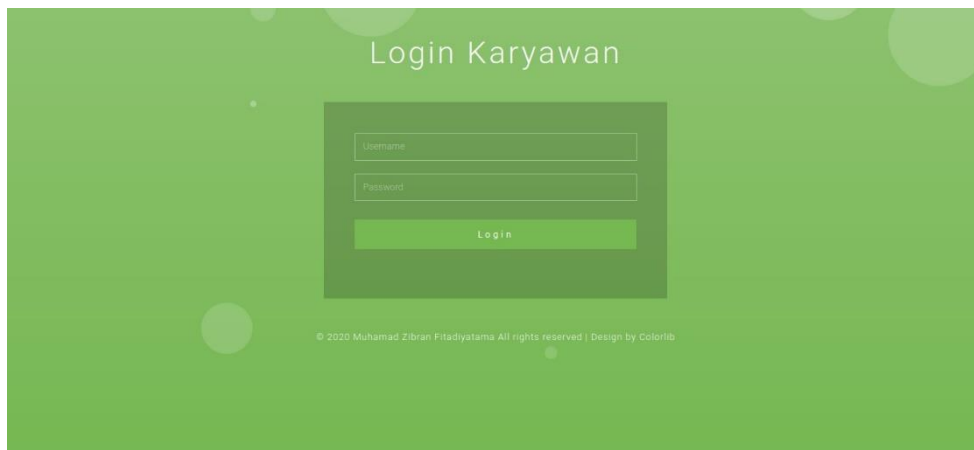 Login Karyawan
Username
Password
Login
© 2020 Muhamad Zibran Fitadiyatama All rights reserved | Design by Colorlib